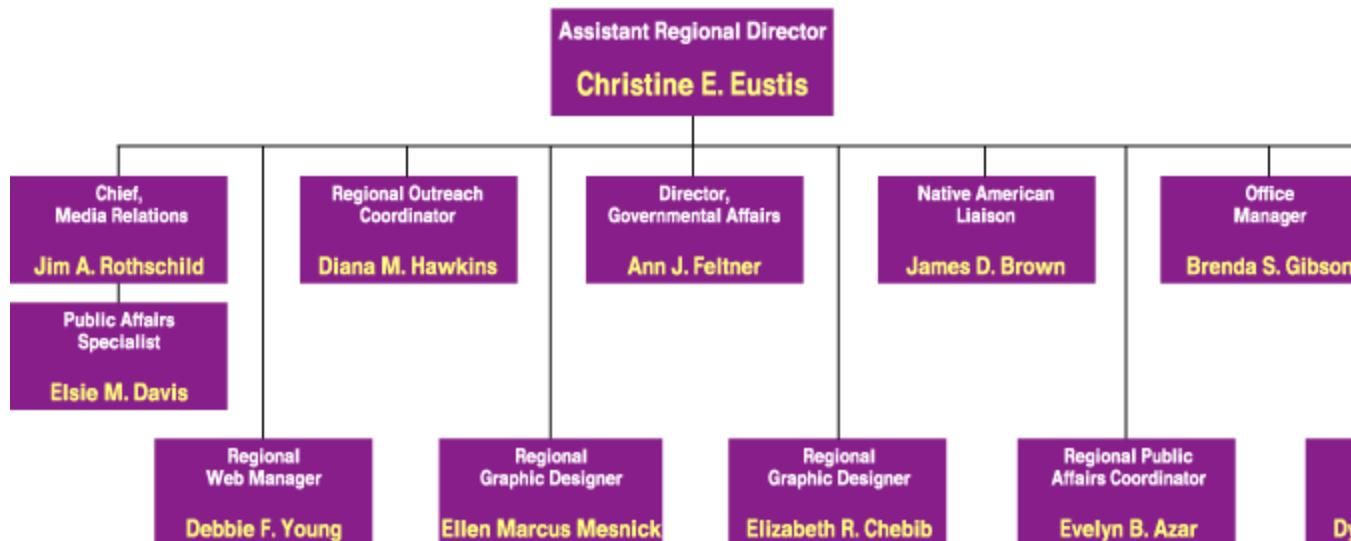 Assistant Regional Director
Christine E. Eustis
Chief,
Media Relations
Jim A. Rothschild
Regional Outreach
Coordinator
Diana M. Hawkins
Director,
Governmental Affairs
Ann J. Feltner
Native American
Liaison
James D. Brown
Office
Manager
Brenda S. Gibson
Public Affairs
Specialist
Elsie M. Davis
Regional
Web Manager
Debbie F. Young
Regional
Graphic Designer
Ellen Marcus Mesnick
Regional
Graphic Designer
Elizabeth R. Chebib
Regional Public
Affairs Coordinator
Evelyn B. Azar